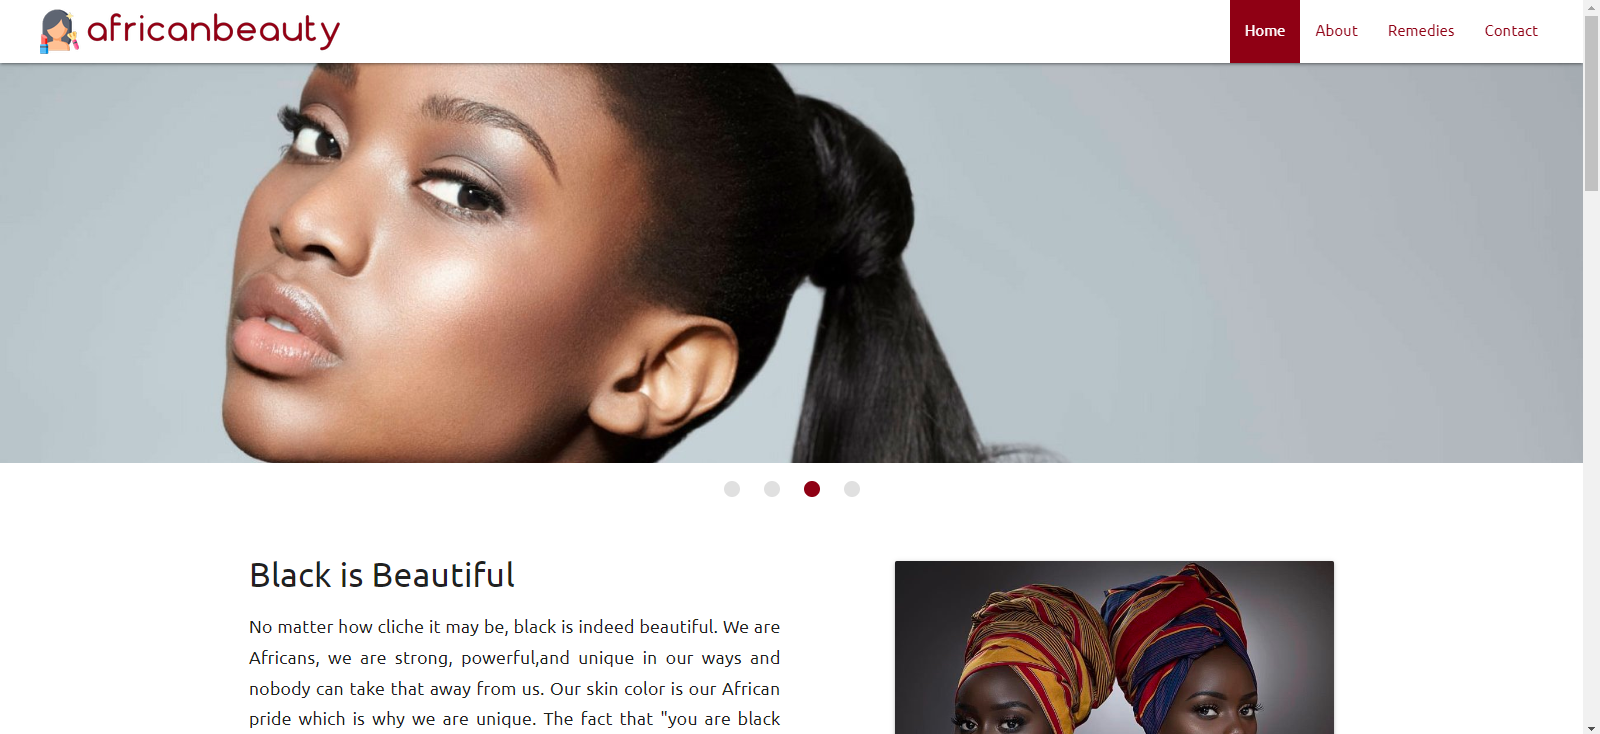 africanbeauty
Home About Remedies Contact
Black is Beautiful
No matter how cliche it may be, black is indeed beautiful. We are
Africans, we are strong, powerful,and unique in our ways and
nobody can take that away from us. Our skin color is our African
pride which is why we are unique. The fact that "you are black